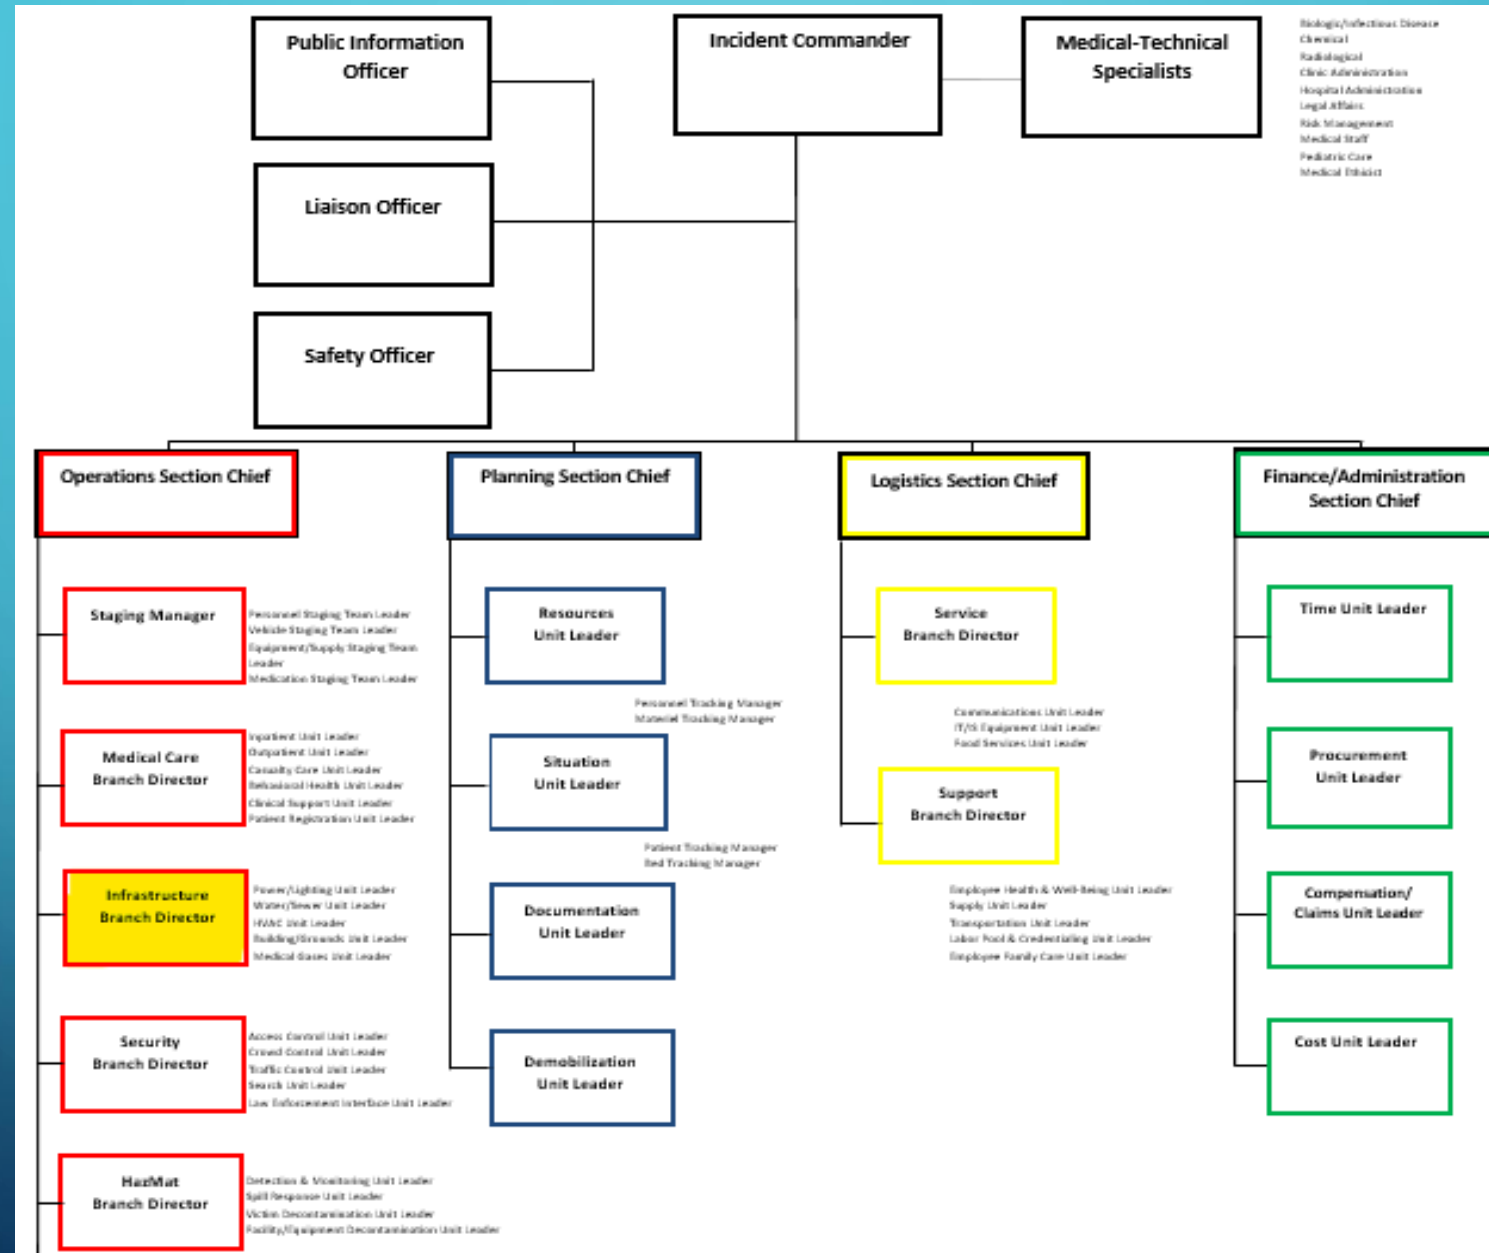 Public Information
Officer
Incident Commander
Medical-Technical
Specialists
Biologic/Infectious Disease
Chemical
Radiological
Clinic Administration
Hospital Administration
Legal Affairs
Risk Management
Medical Staff
Pediatric Care
Medical Ethicist
Liaison Officer
Safety Officer
Operations Section Chief
Staging Manager
Personnel Staging Team Leader
Vehicle Staging Team Leader
Equipment/Supply Staging Team
Leader
Medication Staging Team Leader
Medical Care
Branch Director
Inpatient Unit Leader
Outpatient Unit Leader
Casualty Care Unit Leader
Behavioral Health Unit Leader
Clinical Support Unit Leader
Patient Registration Unit Leader
Infrastructure
Branch Director
Power/Lighting Unit Leader
Water/Sewer Unit Leader
HVAC Unit Leader
Building/Grounds Unit Leader
Medical Gases Unit Leader
Security
Branch Director
Access Control Unit Leader
Crowd Control Unit Leader
Traffic Control Unit Leader
Search Unit Leader
Law Enforcement Interface Unit Leader
HazMat
Branch Director
Detection & Monitoring Unit Leader
Spill Response Unit Leader
Victim Decontamination Unit Leader
Facility/Equipment Decontamination Unit Leader
Planning Section Chief
Resources
Unit Leader
Personnel Tracking Manager
Materiel Tracking Manager
Situation
Unit Leader
Patient Tracking Manager
Bed Tracking Manager
Documentation
Unit Leader
Demobilization
Unit Leader
Logistics Section Chief
Service
Branch Director
Communications Unit Leader
IT/IS Equipment Unit Leader
Food Services Unit Leader
Support
Branch Director
Employee Health & Well-Being Unit Leader
Supply Unit Leader
Transportation Unit Leader
Labor Pool & Credentialing Unit Leader
Employee Family Care Unit Leader
Finance/Administration
Section Chief
Time Unit Leader
Procurement
Unit Leader
Compensation/
Claims Unit Leader
Cost Unit Leader